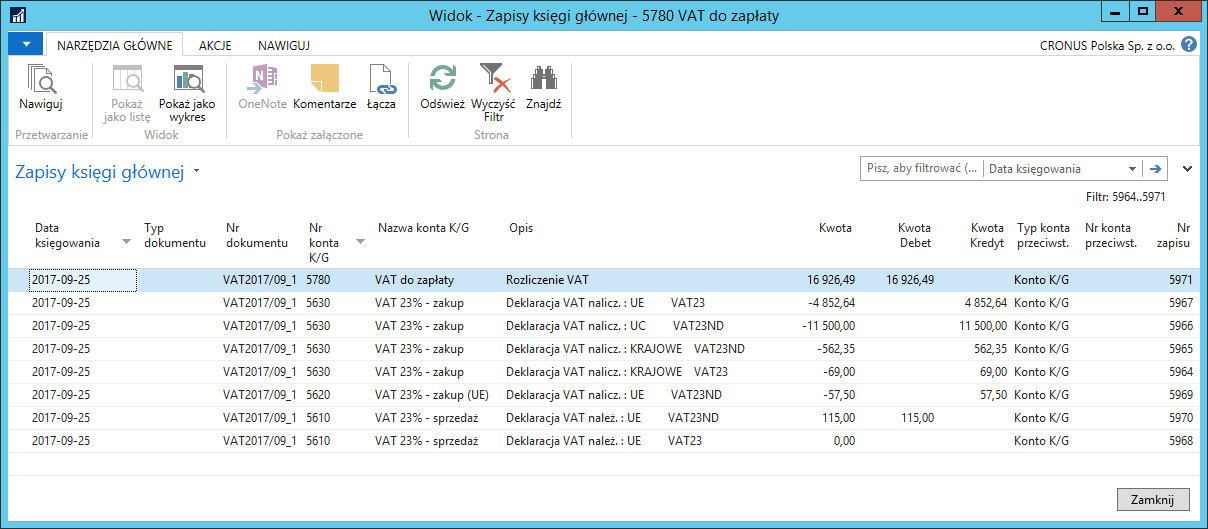 Widok - Zapisy księgi głównej - 5780 VAT do zapłaty
NARZĘDZIA GŁÓWNE AKCJE NAWIGUJ CRONUS Polska Sp. z o.o. ?
Nawiguj
Pokaż jako listę
Pokaż jako wykres
OneNote
Komentarze
Łącza
Odśwież
Wyczyść Filtr
Znajdź
Przetwarzanie Widok Pokaż załączone Strona
Zapisy księgi głównej
Pisz, aby filtrować (... Data księgowania
Filtr: 5964..5971
Data księgowania Typ dokumentu Nr dokumentu Nr konta K/G Nazwa konta K/G Opis Kwota Kwota Debet Kwota Kredyt Typ konta przeciwst. Nr konta przeciwst. Nr zapisu
2017-09-25 VAT2017/09_1 5780 VAT do zapłaty Rozliczenie VAT 16 926,49 16 926,49 Konto K/G 5971
2017-09-25 VAT2017/09_1 5630 VAT 23% - zakup Deklaracja VAT nalicz. : UE VAT23 -4 852,64 4 852,64 Konto K/G 5967
2017-09-25 VAT2017/09_1 5630 VAT 23% - zakup Deklaracja VAT nalicz. : UC VAT23ND -11 500,00 11 500,00 Konto K/G 5966
2017-09-25 VAT2017/09_1 5630 VAT 23% - zakup Deklaracja VAT nalicz. : KRAJOWE VAT23ND -562,35 562,35 Konto K/G 5965
2017-09-25 VAT2017/09_1 5630 VAT 23% - zakup Deklaracja VAT nalicz. : KRAJOWE VAT23 -69,00 69,00 Konto K/G 5964
2017-09-25 VAT2017/09_1 5620 VAT 23% - zakup (UE) Deklaracja VAT nalicz. : UE VAT23ND -57,50 57,50 Konto K/G 5969
2017-09-25 VAT2017/09_1 5610 VAT 23% - sprzedaż Deklaracja VAT należ. : UE VAT23ND 115,00 115,00 Konto K/G 5970
2017-09-25 VAT2017/09_1 5610 VAT 23% - sprzedaż Deklaracja VAT należ. : UE VAT23 0,00 Konto K/G 5968
Zamknij